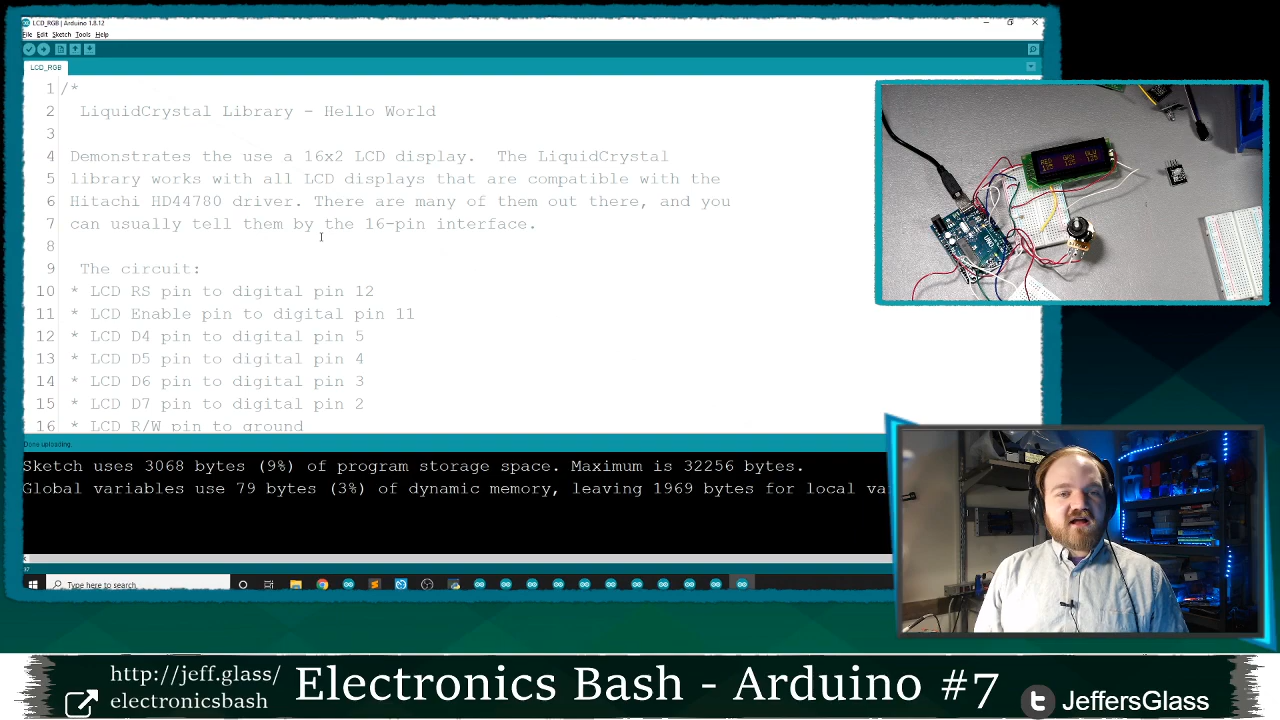 LCD_RGB | Arduino 1.8.12
File Edit Sketch Tools Help
LCD_RGB
1 /*
2 LiquidCrystal Library - Hello World
3
4 Demonstrates the use a 16x2 LCD display. The LiquidCrystal
5 library works with all LCD displays that are compatible with the
6 Hitachi HD44780 driver. There are many of them out there, and you
7 can usually tell them by the 16-pin interface.
8
9 The circuit:
10 * LCD RS pin to digital pin 12
11 * LCD Enable pin to digital pin 11
12 * LCD D4 pin to digital pin 5
13 * LCD D5 pin to digital pin 4
14 * LCD D6 pin to digital pin 3
15 * LCD D7 pin to digital pin 2
16 * LCD R/W pin to ground
Done uploading.
Sketch uses 3068 bytes (9%) of program storage space. Maximum is 32256 bytes.
Global variables use 79 bytes (3%) of dynamic memory, leaving 1969 bytes for local va
Type here to search
RED GRN BLU
125 125 125
http://jeff.glass/
electronicsbash
Electronics Bash - Arduino #7
JeffersGlass